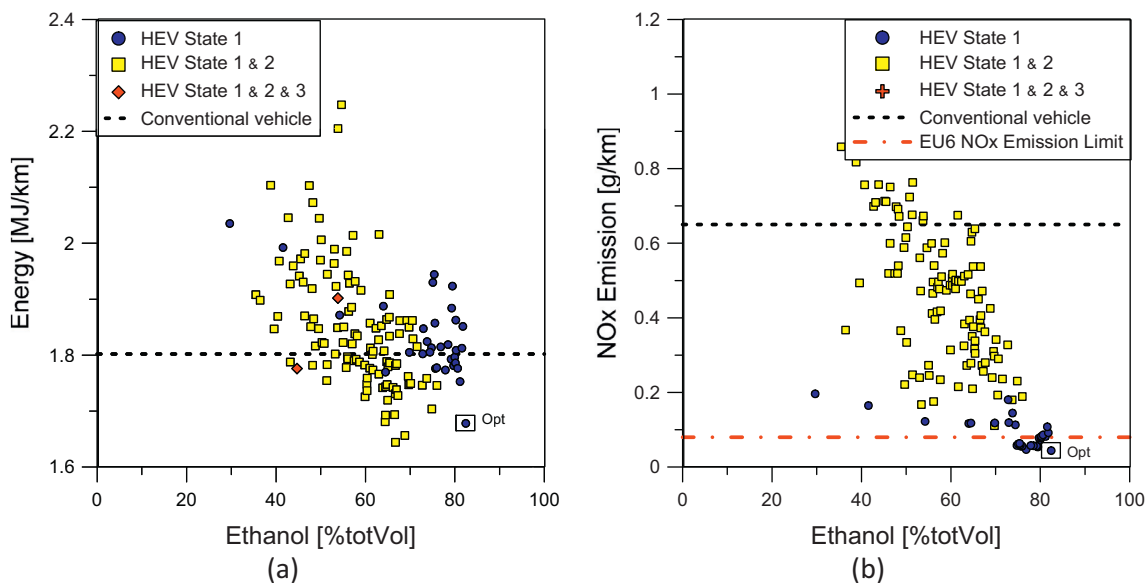 2.4
HEV State 1
HEV State 1 & 2
HEV State 1 & 2 & 3
Conventional vehicle
2.2
Energy [MJ/km]
2
1.8
Opt
1.6
0 20 40 60 80 100
Ethanol [%totVol]
(a)
1.2
HEV State 1
HEV State 1 & 2
HEV State 1 & 2 & 3
Conventional vehicle
EU6 NOx Emission Limit
1
0.8
NOx Emission [g/km]
0.6
0.4
0.2
Opt
0
0 20 40 60 80 100
Ethanol [%totVol]
(b)